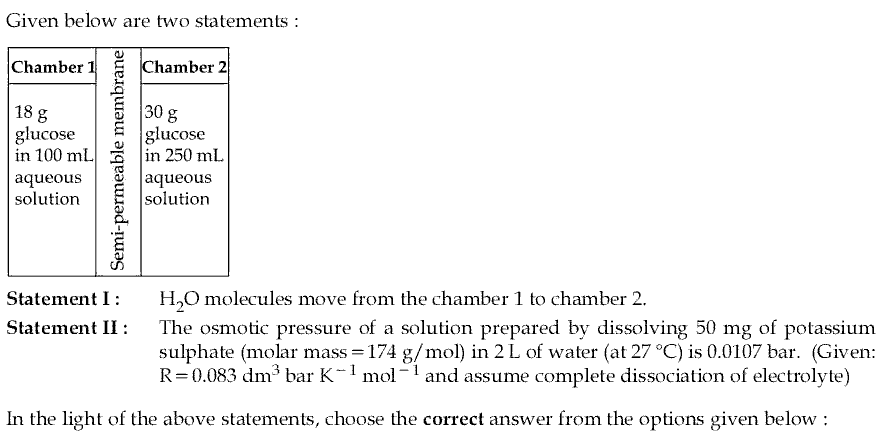 Given below are two statements :
Chamber 1
Semi-permeable membrane
Chamber 2
18 g
glucose
in 100 mL
aqueous
solution
30 g
glucose
in 250 mL
aqueous
solution
Statement I : H₂O molecules move from the chamber 1 to chamber 2.
Statement II : The osmotic pressure of a solution prepared by dissolving 50 mg of potassium
sulphate (molar mass = 174 g/mol) in 2 L of water (at 27 °C) is 0.0107 bar. (Given:
R = 0.083 dm³ bar K⁻¹ mol⁻¹ and assume complete dissociation of electrolyte)
In the light of the above statements, choose the correct answer from the options given below :